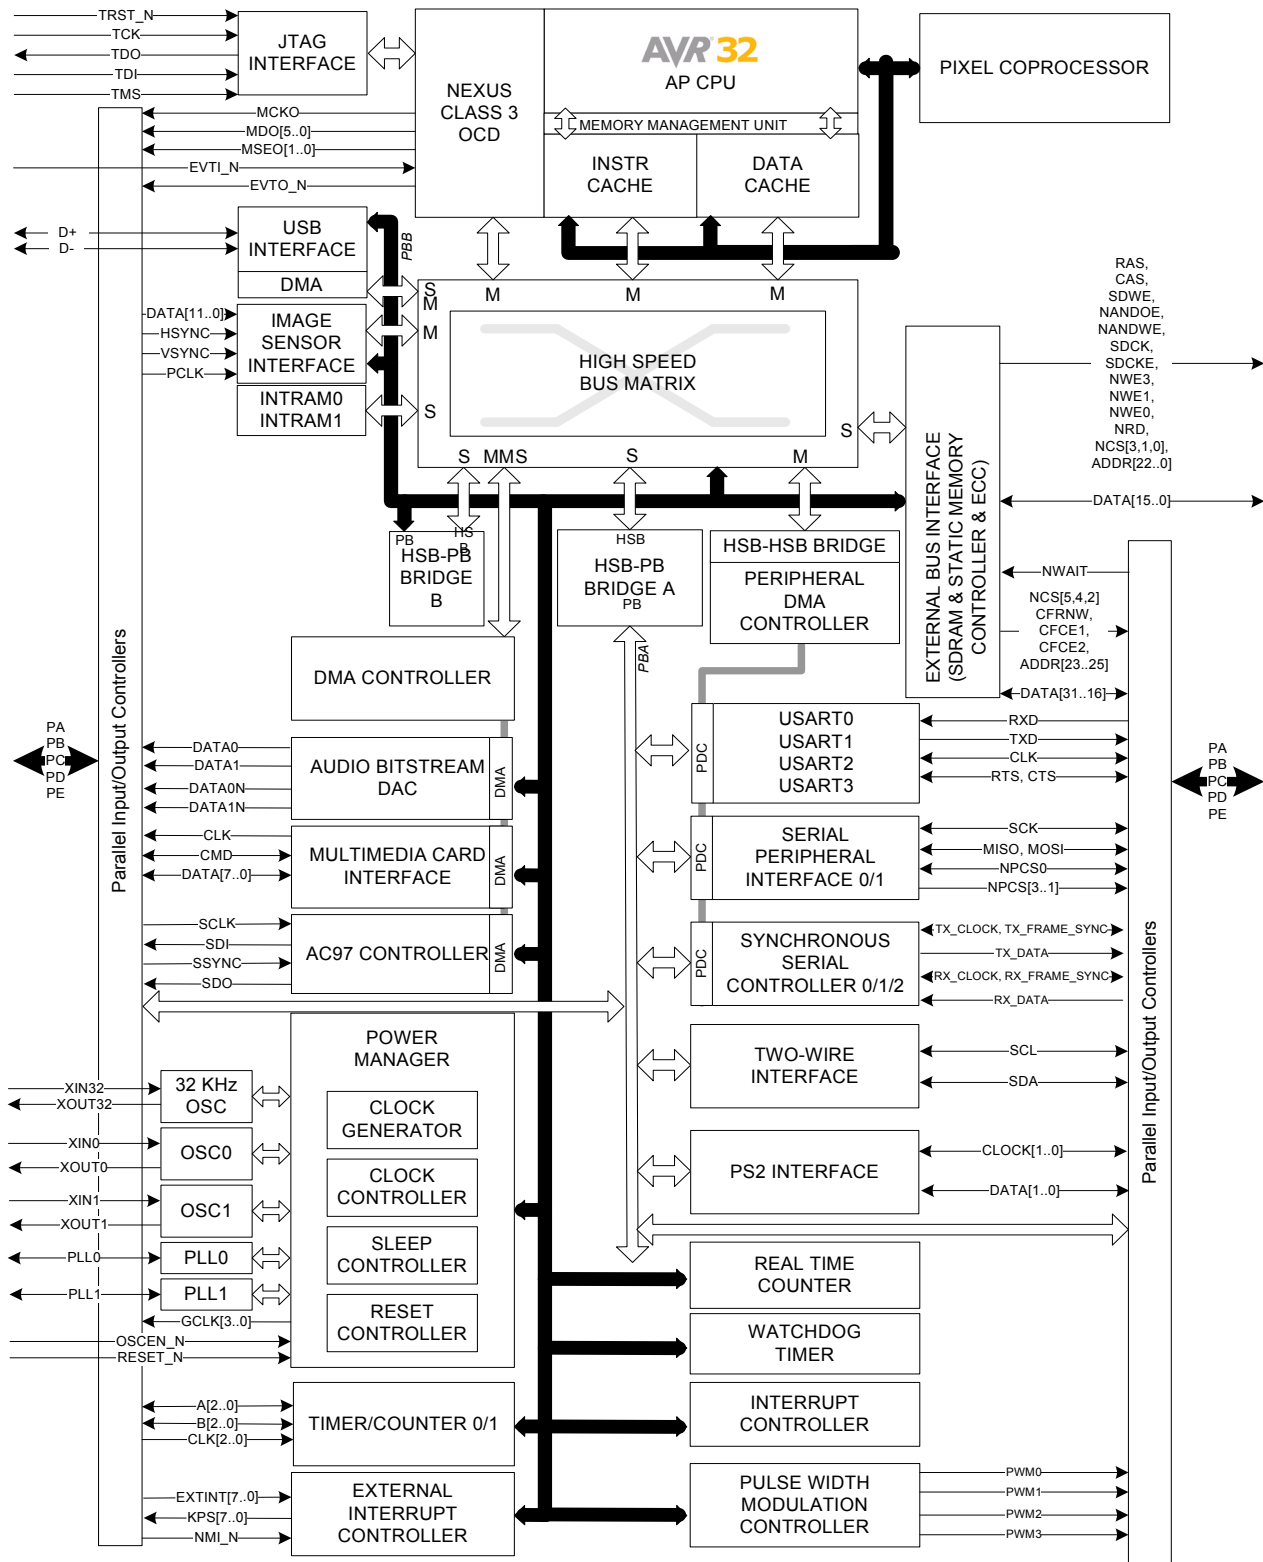 TRST_N
TCK
TDO
TDI
TMS
JTAG
INTERFACE
NEXUS
CLASS 3
OCD
AVR 32
AP CPU
PIXEL COPROCESSOR
MEMORY MANAGEMENT UNIT
INSTR
CACHE
DATA
CACHE
MCKO
MDO[5..0]
MSEO[1..0]
EVTI_N
EVTO_N
D+
D-
USB
INTERFACE
DMA
PBB
S
M
M
M
M
DATA[11..0]
HSYNC
VSYNC
PCLK
IMAGE
SENSOR
INTERFACE
M
INTRAM0
INTRAM1
S
HIGH SPEED
BUS MATRIX
S
S
MMS
S
M
RAS,
CAS,
SDWE,
NANDOE,
NANDWE,
SDCK,
SDCKE,
NWE3,
NWE1,
NWE0,
NRD,
NCS[3,1,0],
ADDR[22..0]
DATA[15..0]
EXTERNAL BUS INTERFACE
(SDRAM & STATIC MEMORY
CONTROLLER & ECC)
NWAIT
NCS[5,4,2]
CFRNW,
CFCE1,
CFCE2,
ADDR[23..25]
DATA[31..16]
PB
HS
B
HSB-PB
BRIDGE
B
HSB
HSB-PB
BRIDGE A
PB
HSB-HSB BRIDGE
PERIPHERAL
DMA
CONTROLLER
PBA
DMA CONTROLLER
Parallel Input/Output Controllers
PA
PB
PC
PD
PE
DATA0
DATA1
DATA0N
DATA1N
AUDIO BITSTREAM
DAC
DMA
CLK
CMD
DATA[7..0]
MULTIMEDIA CARD
INTERFACE
DMA
SCLK
SDI
SSYNC
SDO
AC97 CONTROLLER
DMA
PDC
USART0
USART1
USART2
USART3
RXD
TXD
CLK
RTS, CTS
PA
PB
PC
PD
PE
PDC
SERIAL
PERIPHERAL
INTERFACE 0/1
SCK
MISO, MOSI
NPCS0
NPCS[3..1]
PDC
SYNCHRONOUS
SERIAL
CONTROLLER 0/1/2
TX_CLOCK, TX_FRAME_SYNC
TX_DATA
RX_CLOCK, RX_FRAME_SYNC
RX_DATA
Parallel Input/Output Controllers
POWER
MANAGER
CLOCK
GENERATOR
CLOCK
CONTROLLER
SLEEP
CONTROLLER
RESET
CONTROLLER
XIN32
XOUT32
32 KHz
OSC
XIN0
XOUT0
OSC0
XIN1
XOUT1
OSC1
PLL0
PLL0
PLL1
PLL1
GCLK[3..0]
OSCEN_N
RESET_N
TWO-WIRE
INTERFACE
SCL
SDA
PS2 INTERFACE
CLOCK[1..0]
DATA[1..0]
REAL TIME
COUNTER
WATCHDOG
TIMER
A[2..0]
B[2..0]
CLK[2..0]
TIMER/COUNTER 0/1
INTERRUPT
CONTROLLER
EXTINT[7..0]
KPS[7..0]
NMI_N
EXTERNAL
INTERRUPT
CONTROLLER
PULSE WIDTH
MODULATION
CONTROLLER
PWM0
PWM1
PWM2
PWM3